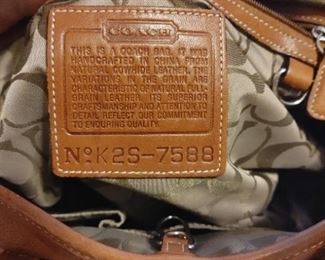 COACH
THIS IS A COACH BAG. IT WAS
HANDCRAFTED IN CHINA FROM
NATURAL COWHIDE LEATHER. THE
VARIATIONS IN THE GRAIN ARE
CHARACTERISTIC OF NATURAL FULL-
GRAIN LEATHER. ITS SUPERIOR
CRAFTSMANSHIP AND ATTENTION TO
DETAIL REFLECT OUR COMMITMENT
TO ENDURING QUALITY.
Nº K2S-7588